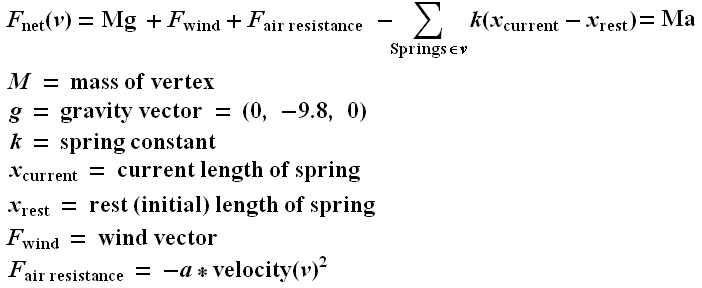 F_net(v) = Mg + F_wind + F_air resistance − ∑_{Springs ∈ v} k(x_current − x_rest) = Ma
M = mass of vertex
g = gravity vector = (0, −9.8, 0)
k = spring constant
x_current = current length of spring
x_rest = rest (initial) length of spring
F_wind = wind vector
F_air resistance = −a * velocity(v)²